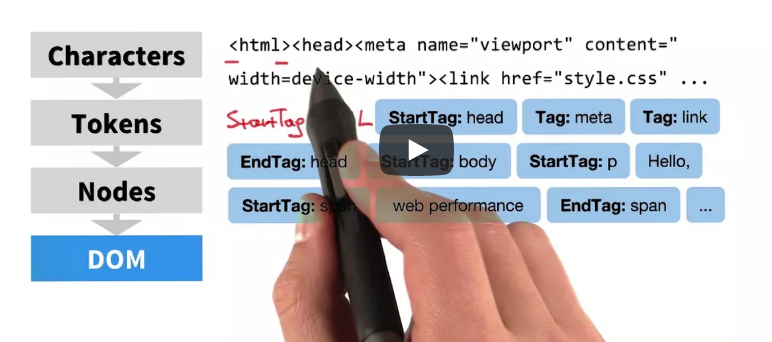 Characters
Tokens
Nodes
DOM
<html><head><meta name="viewport" content="
width=device-width"><link href="style.css" ...
StartTag L StartTag: head Tag: meta Tag: link
EndTag: head StartTag: body StartTag: p Hello,
StartTag: span web performance EndTag: span ...